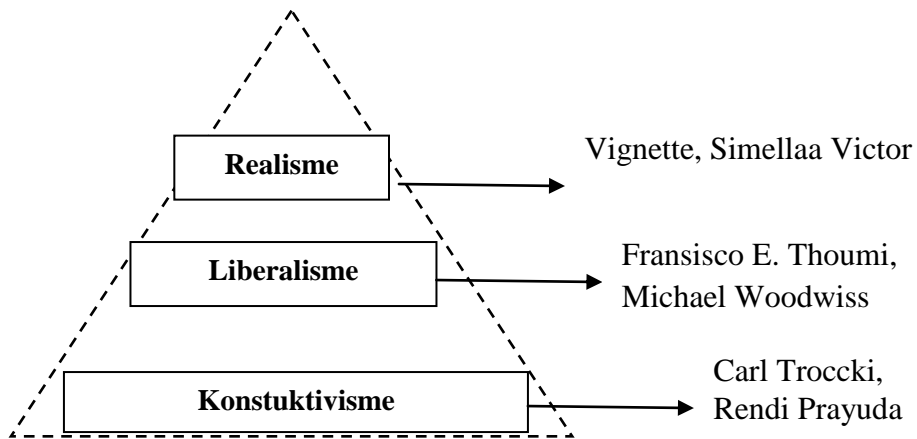 Realisme
Vignette, Simellaa Victor
Liberalisme
Fransisco E. Thoumi,
Michael Woodwiss
Konstuktivisme
Carl Troccki,
Rendi Prayuda